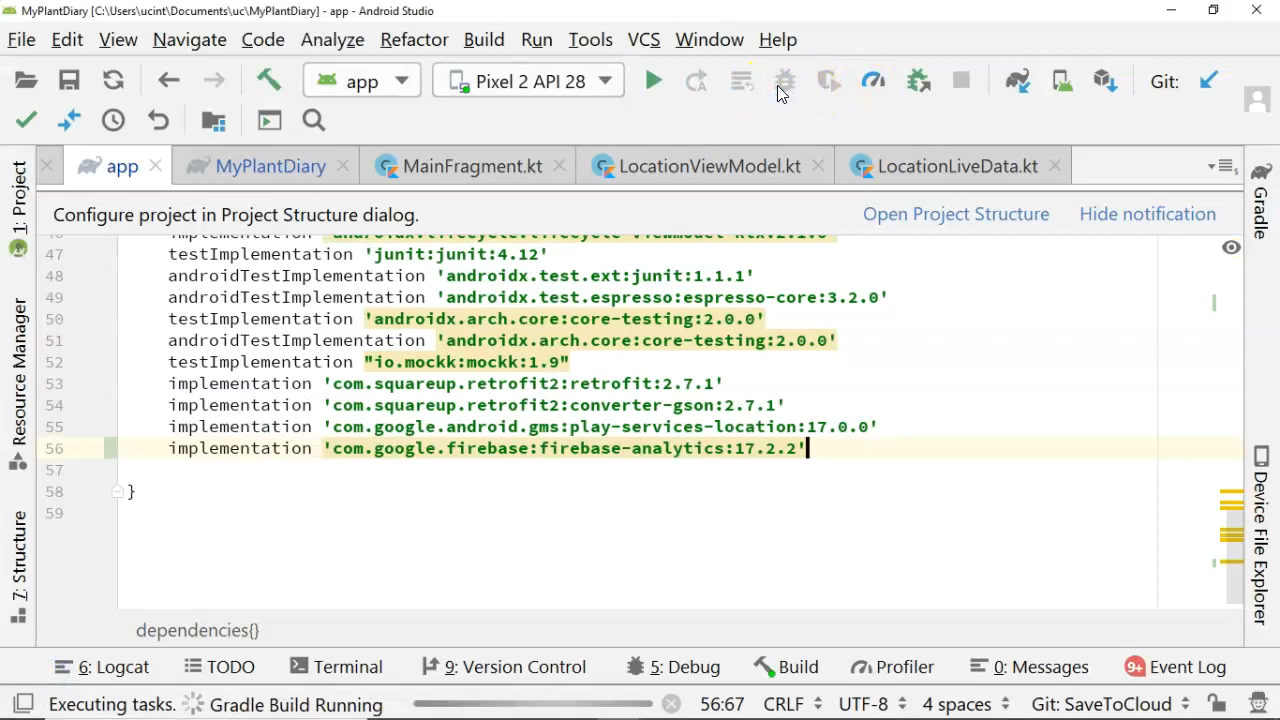 MyPlantDiary [C:\Users\ucint\Documents\uc\MyPlantDiary] - app - Android Studio
File Edit View Navigate Code Analyze Refactor Build Run Tools VCS Window Help
app Pixel 2 API 28 Git:
app MyPlantDiary MainFragment.kt LocationViewModel.kt LocationLiveData.kt
Configure project in Project Structure dialog. Open Project Structure Hide notification
1: Project
Resource Manager
7: Structure
Gradle
Device File Explorer
47 testImplementation 'junit:junit:4.12'
48 androidTestImplementation 'androidx.test.ext:junit:1.1.1'
49 androidTestImplementation 'androidx.test.espresso:espresso-core:3.2.0'
50 testImplementation 'androidx.arch.core:core-testing:2.0.0'
51 androidTestImplementation 'androidx.arch.core:core-testing:2.0.0'
52 testImplementation "io.mockk:mockk:1.9"
53 implementation 'com.squareup.retrofit2:retrofit:2.7.1'
54 implementation 'com.squareup.retrofit2:converter-gson:2.7.1'
55 implementation 'com.google.android.gms:play-services-location:17.0.0'
56 implementation 'com.google.firebase:firebase-analytics:17.2.2'
57
58 }
59
dependencies{}
6: Logcat TODO Terminal 9: Version Control 5: Debug Build Profiler 0: Messages 9+ Event Log
Executing tasks. Gradle Build Running 56:67 CRLF UTF-8 4 spaces Git: SaveToCloud